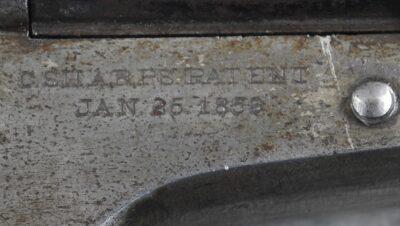 C. SHARPS PATENT
JAN. 25. 1859